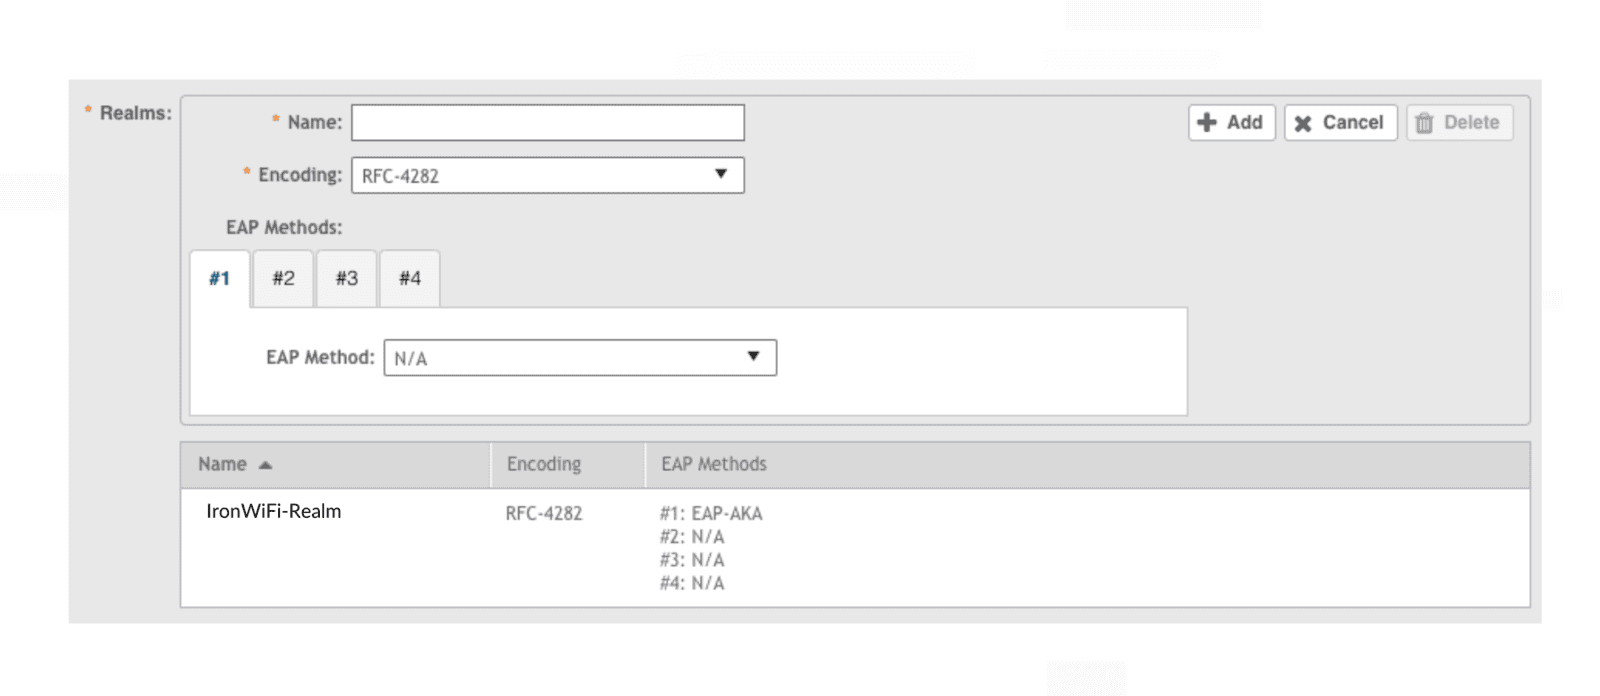 * Realms:
* Name:
+ Add
× Cancel
Delete
* Encoding: RFC-4282
EAP Methods:
#1 #2 #3 #4
EAP Method: N/A
Name Encoding EAP Methods
IronWiFi-Realm RFC-4282 #1: EAP-AKA
#2: N/A
#3: N/A
#4: N/A